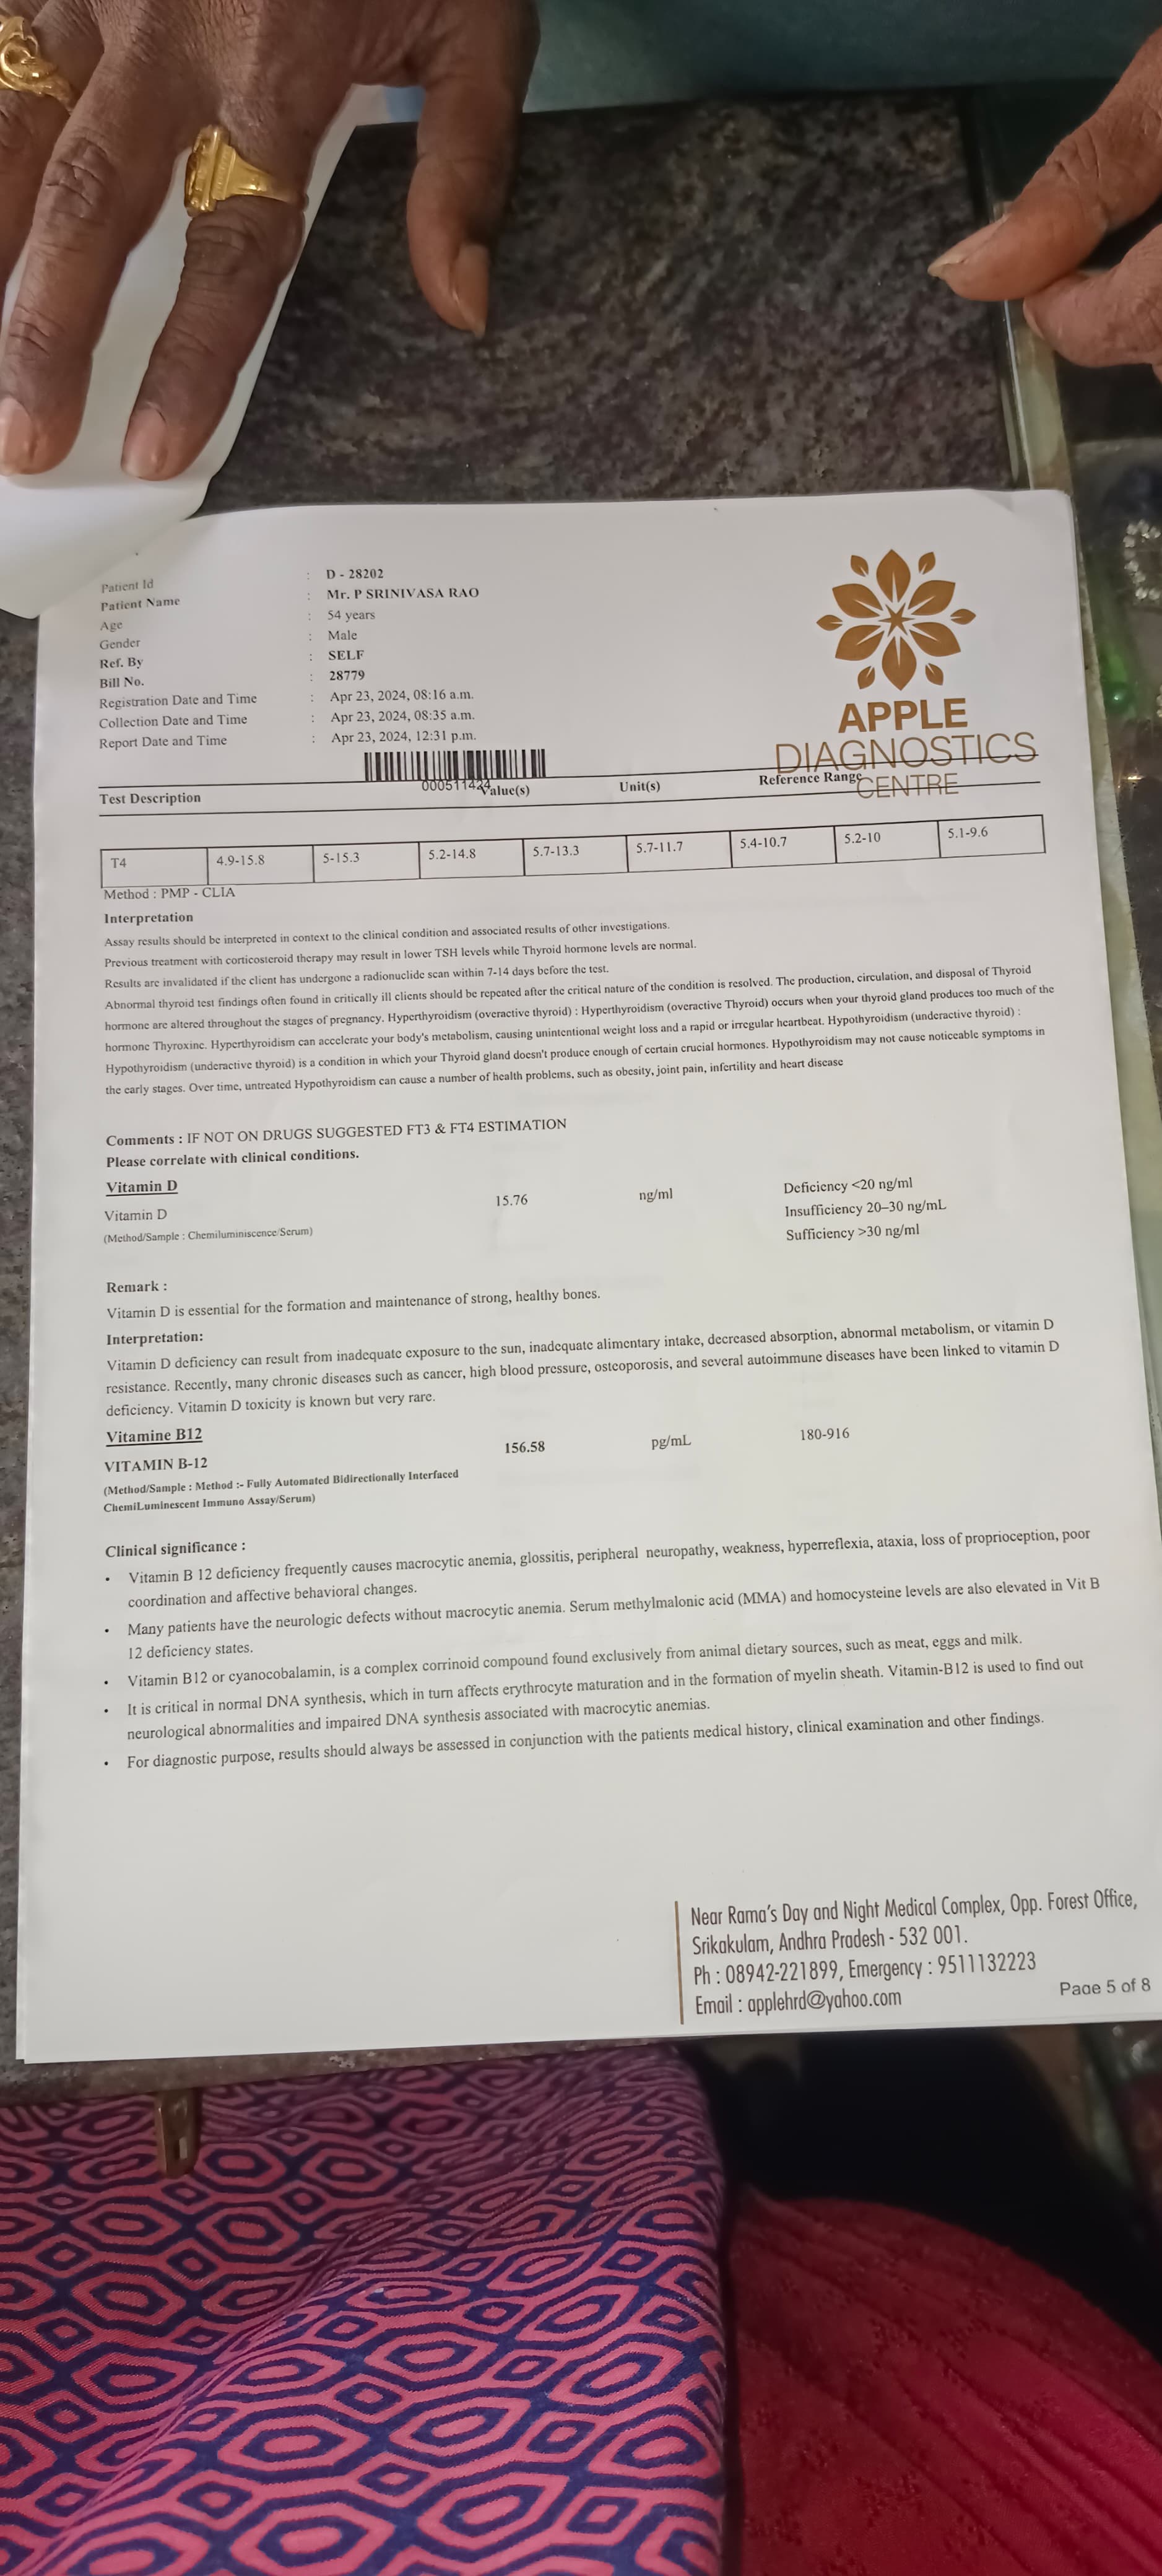 Patient Id : D - 28202
Patient Name : Mr. P SRINIVASA RAO
Age : 54 years
Gender : Male
Ref. By : SELF
Bill No. : 28779
Registration Date and Time : Apr 23, 2024, 08:16 a.m.
Collection Date and Time : Apr 23, 2024, 08:35 a.m.
Report Date and Time : Apr 23, 2024, 12:31 p.m.
APPLE
DIAGNOSTICS
CENTRE
000511424
Test Description Value(s) Unit(s) Reference Range
T4 4.9-15.8 5-15.3 5.2-14.8 5.7-13.3 5.7-11.7 5.4-10.7 5.2-10 5.1-9.6
Method : PMP - CLIA
Interpretation
Assay results should be interpreted in context to the clinical condition and associated results of other investigations.
Previous treatment with corticosteroid therapy may result in lower TSH levels while Thyroid hormone levels are normal.
Results are invalidated if the client has undergone a radionuclide scan within 7-14 days before the test.
Abnormal thyroid test findings often found in critically ill clients should be repeated after the critical nature of the condition is resolved. The production, circulation, and disposal of Thyroid
hormone are altered throughout the stages of pregnancy. Hyperthyroidism (overactive thyroid) : Hyperthyroidism (overactive Thyroid) occurs when your thyroid gland produces too much of the
hormone Thyroxine. Hyperthyroidism can accelerate your body's metabolism, causing unintentional weight loss and a rapid or irregular heartbeat. Hypothyroidism (underactive thyroid) :
Hypothyroidism (underactive thyroid) is a condition in which your Thyroid gland doesn't produce enough of certain crucial hormones. Hypothyroidism may not cause noticeable symptoms in
the early stages. Over time, untreated Hypothyroidism can cause a number of health problems, such as obesity, joint pain, infertility and heart disease
Comments : IF NOT ON DRUGS SUGGESTED FT3 & FT4 ESTIMATION
Please correlate with clinical conditions.
Vitamin D
Vitamin D 15.76 ng/ml Deficiency <20 ng/ml
(Method/Sample : Chemiluminiscence/Serum) Insufficiency 20–30 ng/mL
Sufficiency >30 ng/ml
Remark :
Vitamin D is essential for the formation and maintenance of strong, healthy bones.
Interpretation:
Vitamin D deficiency can result from inadequate exposure to the sun, inadequate alimentary intake, decreased absorption, abnormal metabolism, or vitamin D
resistance. Recently, many chronic diseases such as cancer, high blood pressure, osteoporosis, and several autoimmune diseases have been linked to vitamin D
deficiency. Vitamin D toxicity is known but very rare.
Vitamine B12
VITAMIN B-12 156.58 pg/mL 180-916
(Method/Sample : Method :- Fully Automated Bidirectionally Interfaced
ChemiLuminescent Immuno Assay/Serum)
Clinical significance :
• Vitamin B 12 deficiency frequently causes macrocytic anemia, glossitis, peripheral neuropathy, weakness, hyperreflexia, ataxia, loss of proprioception, poor
coordination and affective behavioral changes.
• Many patients have the neurologic defects without macrocytic anemia. Serum methylmalonic acid (MMA) and homocysteine levels are also elevated in Vit B
12 deficiency states.
• Vitamin B12 or cyanocobalamin, is a complex corrinoid compound found exclusively from animal dietary sources, such as meat, eggs and milk.
• It is critical in normal DNA synthesis, which in turn affects erythrocyte maturation and in the formation of myelin sheath. Vitamin-B12 is used to find out
neurological abnormalities and impaired DNA synthesis associated with macrocytic anemias.
• For diagnostic purpose, results should always be assessed in conjunction with the patients medical history, clinical examination and other findings.
Near Rama's Day and Night Medical Complex, Opp. Forest Office,
Srikakulam, Andhra Pradesh - 532 001.
Ph : 08942-221899, Emergency : 9511132223
Email : applehrd@yahoo.com
Page 5 of 8